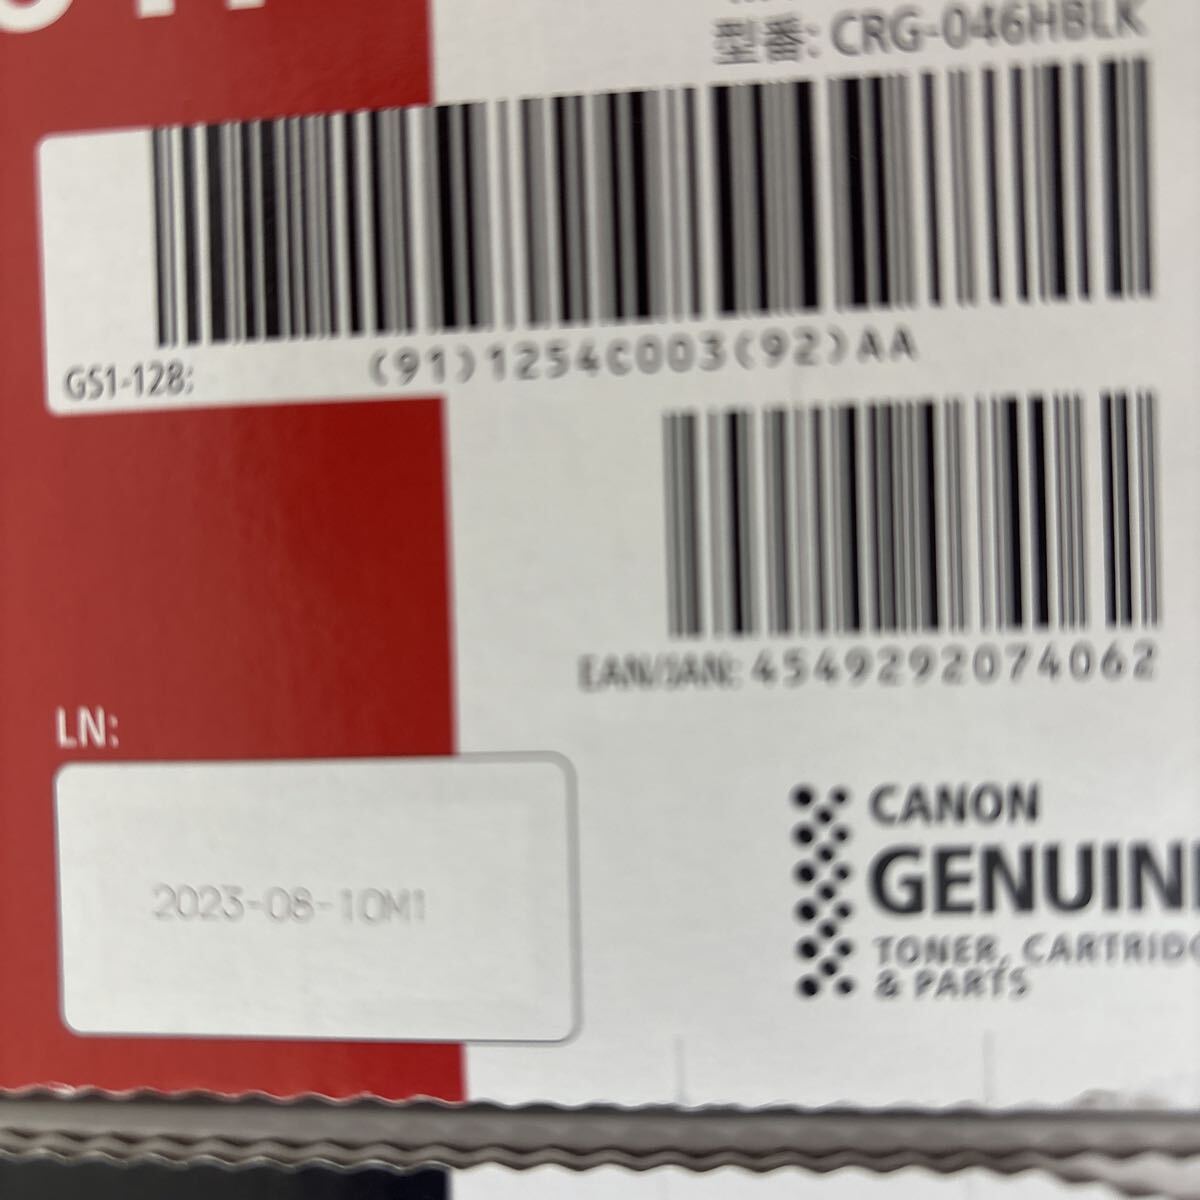 型番: CRG-046HBLK
GS1-128: (91)1254C003(92)AA
EAN/JAN: 4549292074062
LN:
2023-08-10M1
CANON
GENUIN
TONER, CARTRIDG
& PARTS